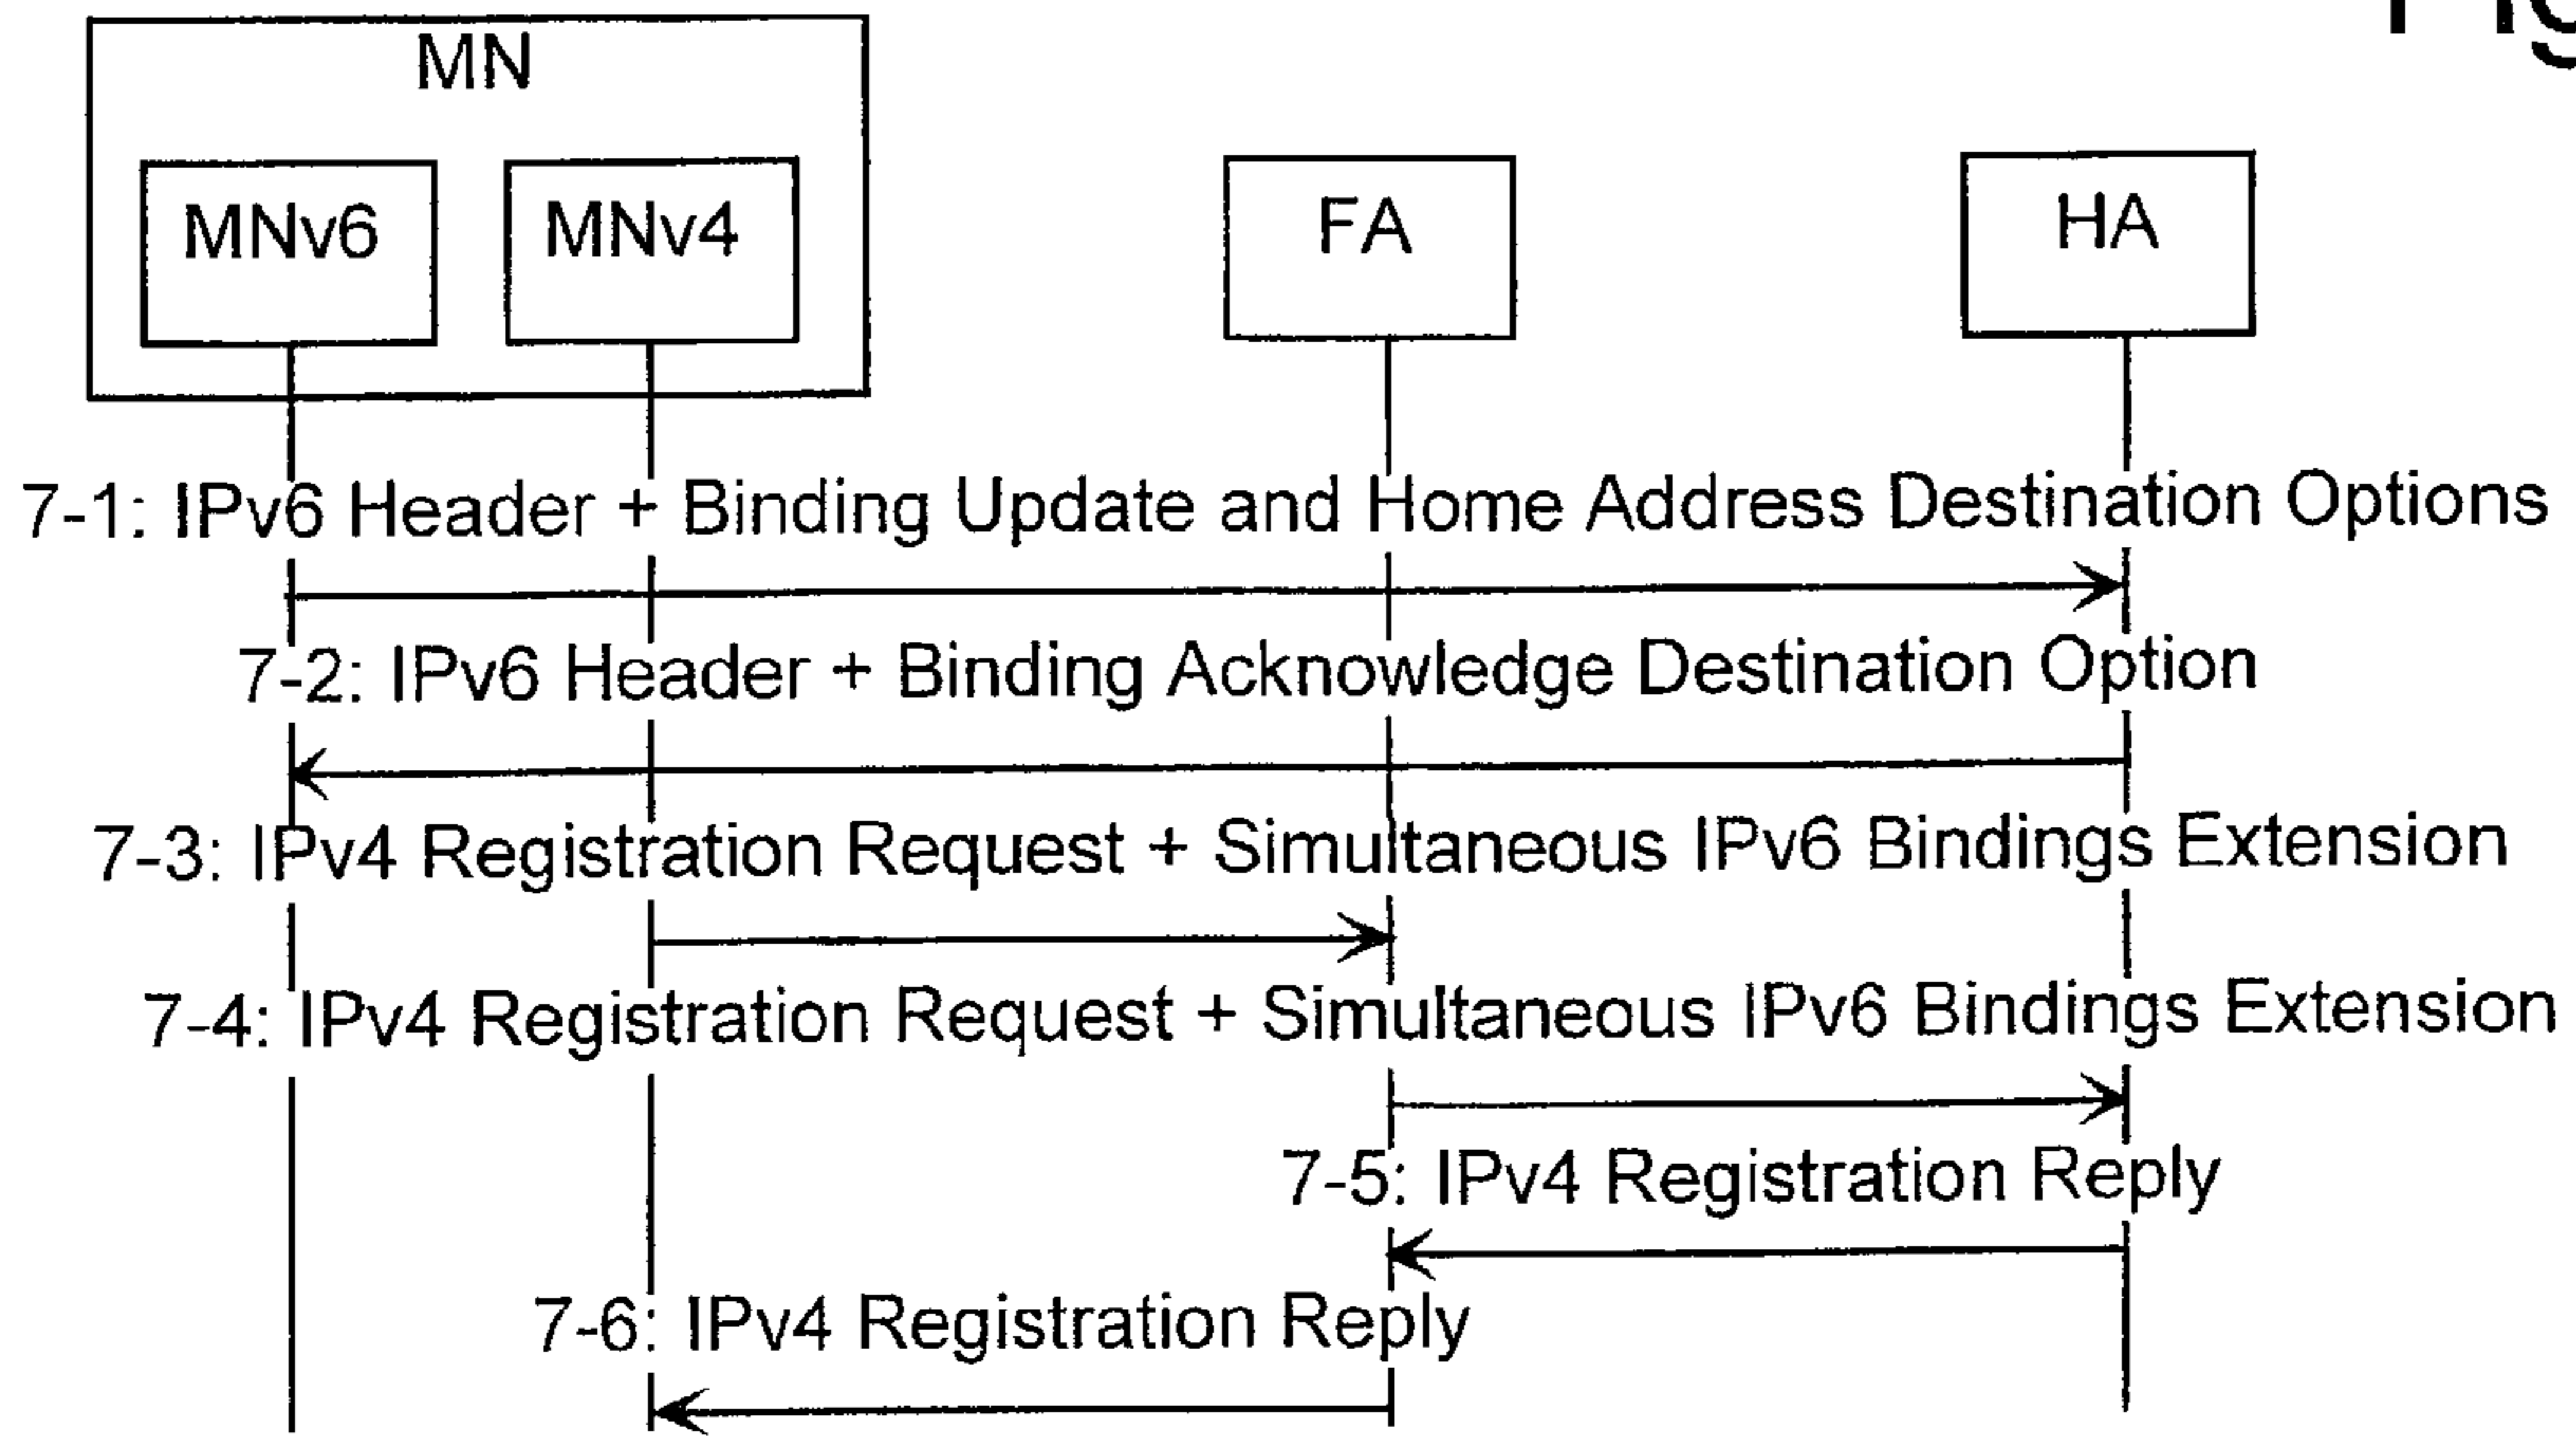 MN
MNv6 MNv4 FA HA
7-1: IPv6 Header + Binding Update and Home Address Destination Options
7-2: IPv6 Header + Binding Acknowledge Destination Option
7-3: IPv4 Registration Request + Simultaneous IPv6 Bindings Extension
7-4: IPv4 Registration Request + Simultaneous IPv6 Bindings Extension
7-5: IPv4 Registration Reply
7-6: IPv4 Registration Reply